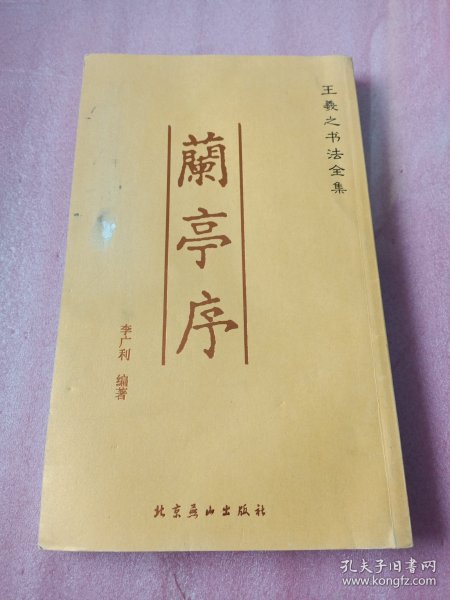 王羲之书法全集
蘭亭序
李广利 编著
北京燕山出版社
孔夫子旧书网
www.kongfz.com